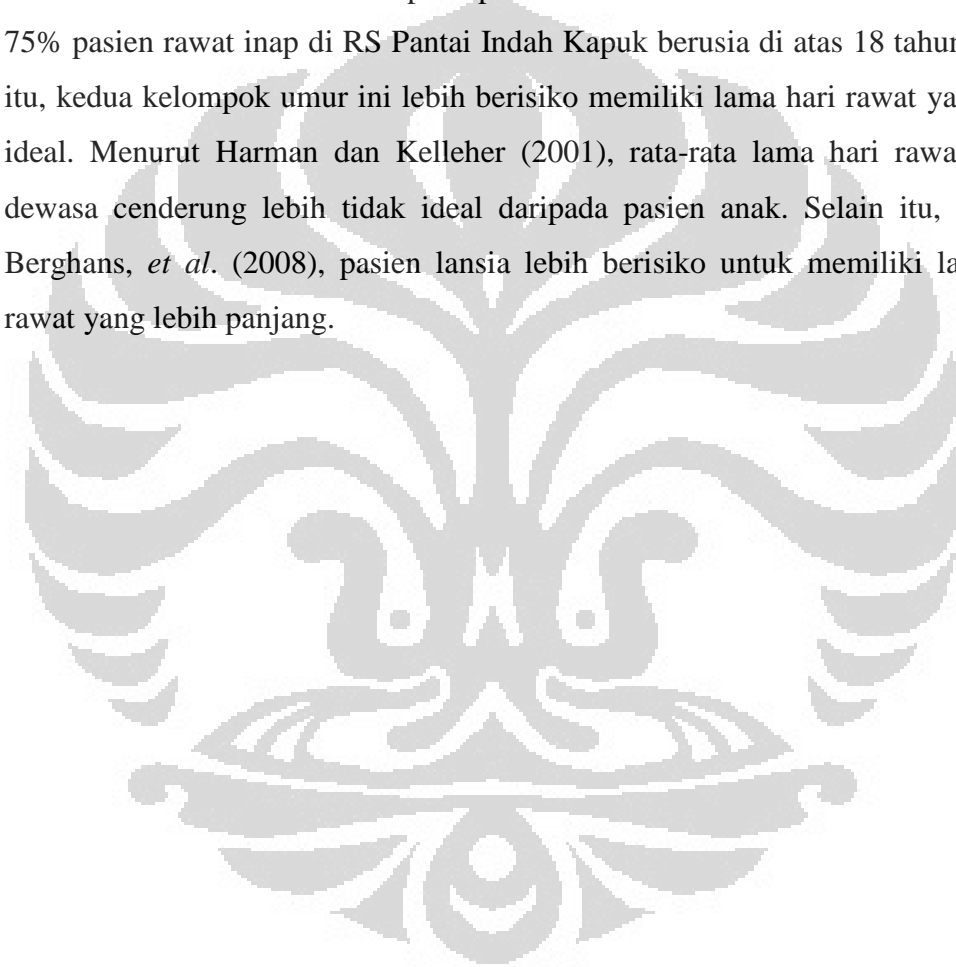 75% pasien rawat inap di RS Pantai Indah Kapuk berusia di atas 18 tahun
itu, kedua kelompok umur ini lebih berisiko memiliki lama hari rawat ya
ideal. Menurut Harman dan Kelleher (2001), rata-rata lama hari rawa
dewasa cenderung lebih tidak ideal daripada pasien anak. Selain itu,
Berghans, et al. (2008), pasien lansia lebih berisiko untuk memiliki la
rawat yang lebih panjang.